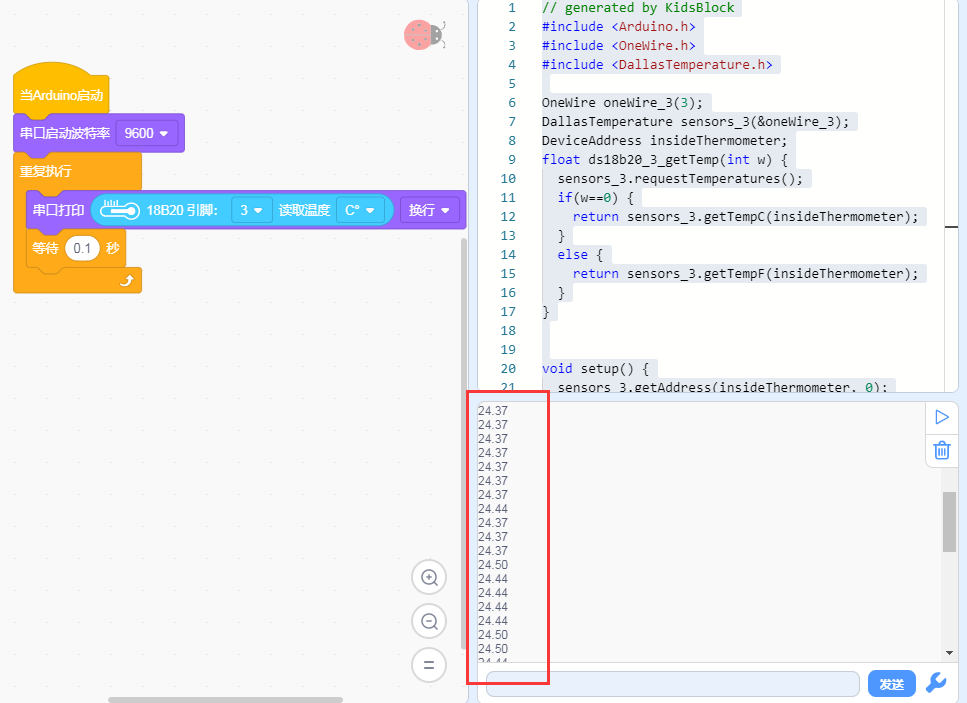 当Arduino启动
串口启动波特率 9600
重复执行
串口打印 18B20 引脚: 3 读取温度 C° 换行
等待 0.1 秒
1 // generated by KidsBlock
2 #include <Arduino.h>
3 #include <OneWire.h>
4 #include <DallasTemperature.h>
5
6 OneWire oneWire_3(3);
7 DallasTemperature sensors_3(&oneWire_3);
8 DeviceAddress insideThermometer;
9 float ds18b20_3_getTemp(int w) {
10 sensors_3.requestTemperatures();
11 if(w==0) {
12 return sensors_3.getTempC(insideThermometer);
13 }
14 else {
15 return sensors_3.getTempF(insideThermometer);
16 }
17 }
18
19
20 void setup() {
21 sensors_3.getAddress(insideThermometer, 0);
24.37
24.37
24.37
24.37
24.37
24.37
24.37
24.44
24.37
24.37
24.37
24.50
24.44
24.44
24.44
24.44
24.50
24.50
24.44
发送